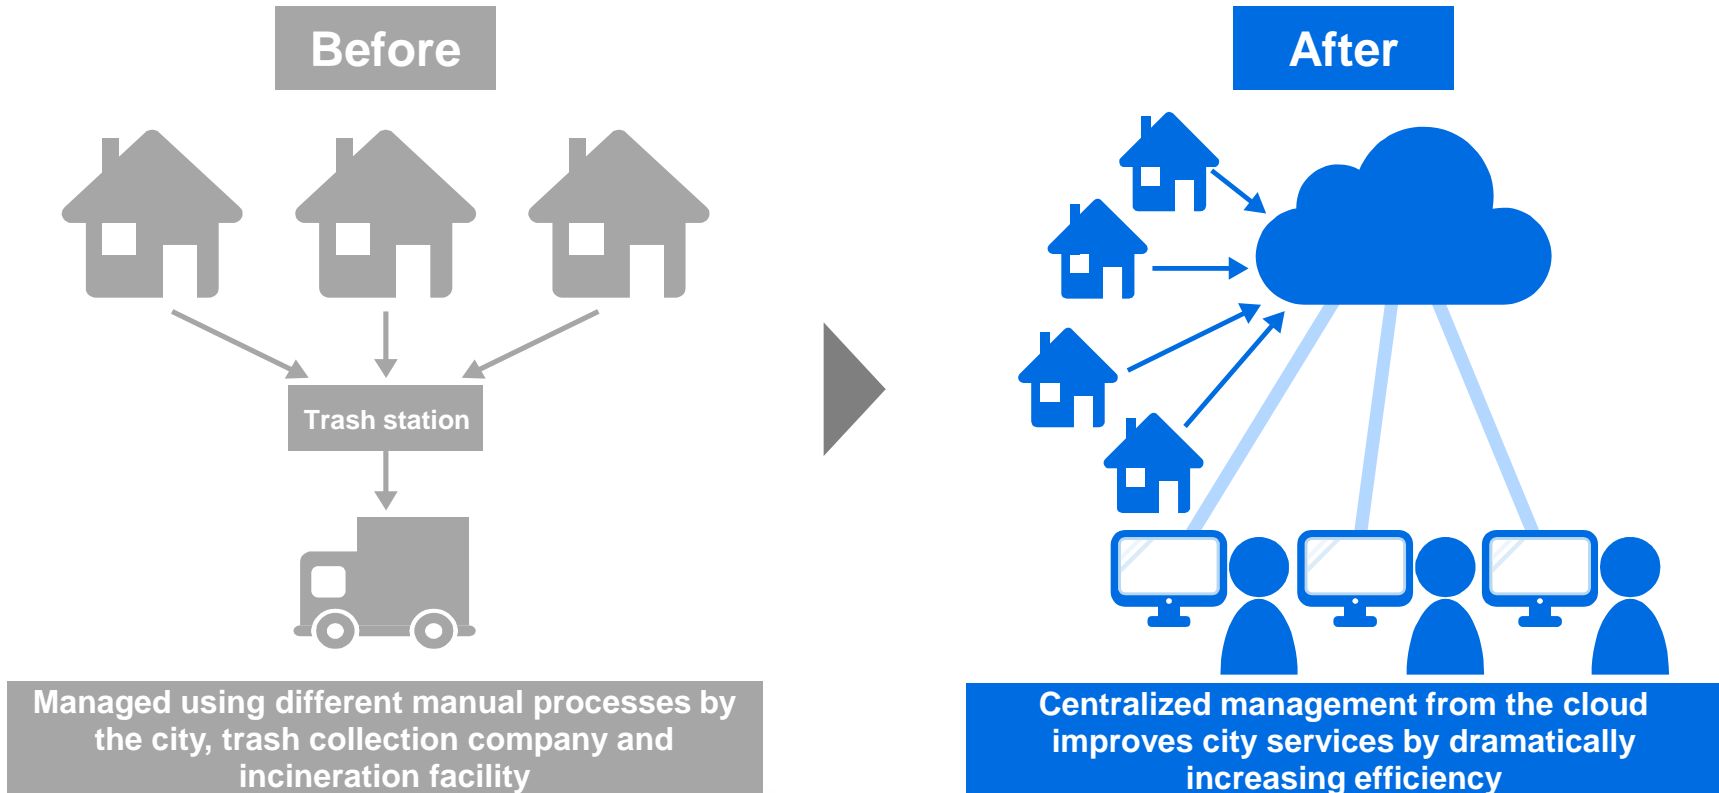 Before
After
Trash station
Managed using different manual processes by
the city, trash collection company and
incineration facility
Centralized management from the cloud
improves city services by dramatically
increasing efficiency